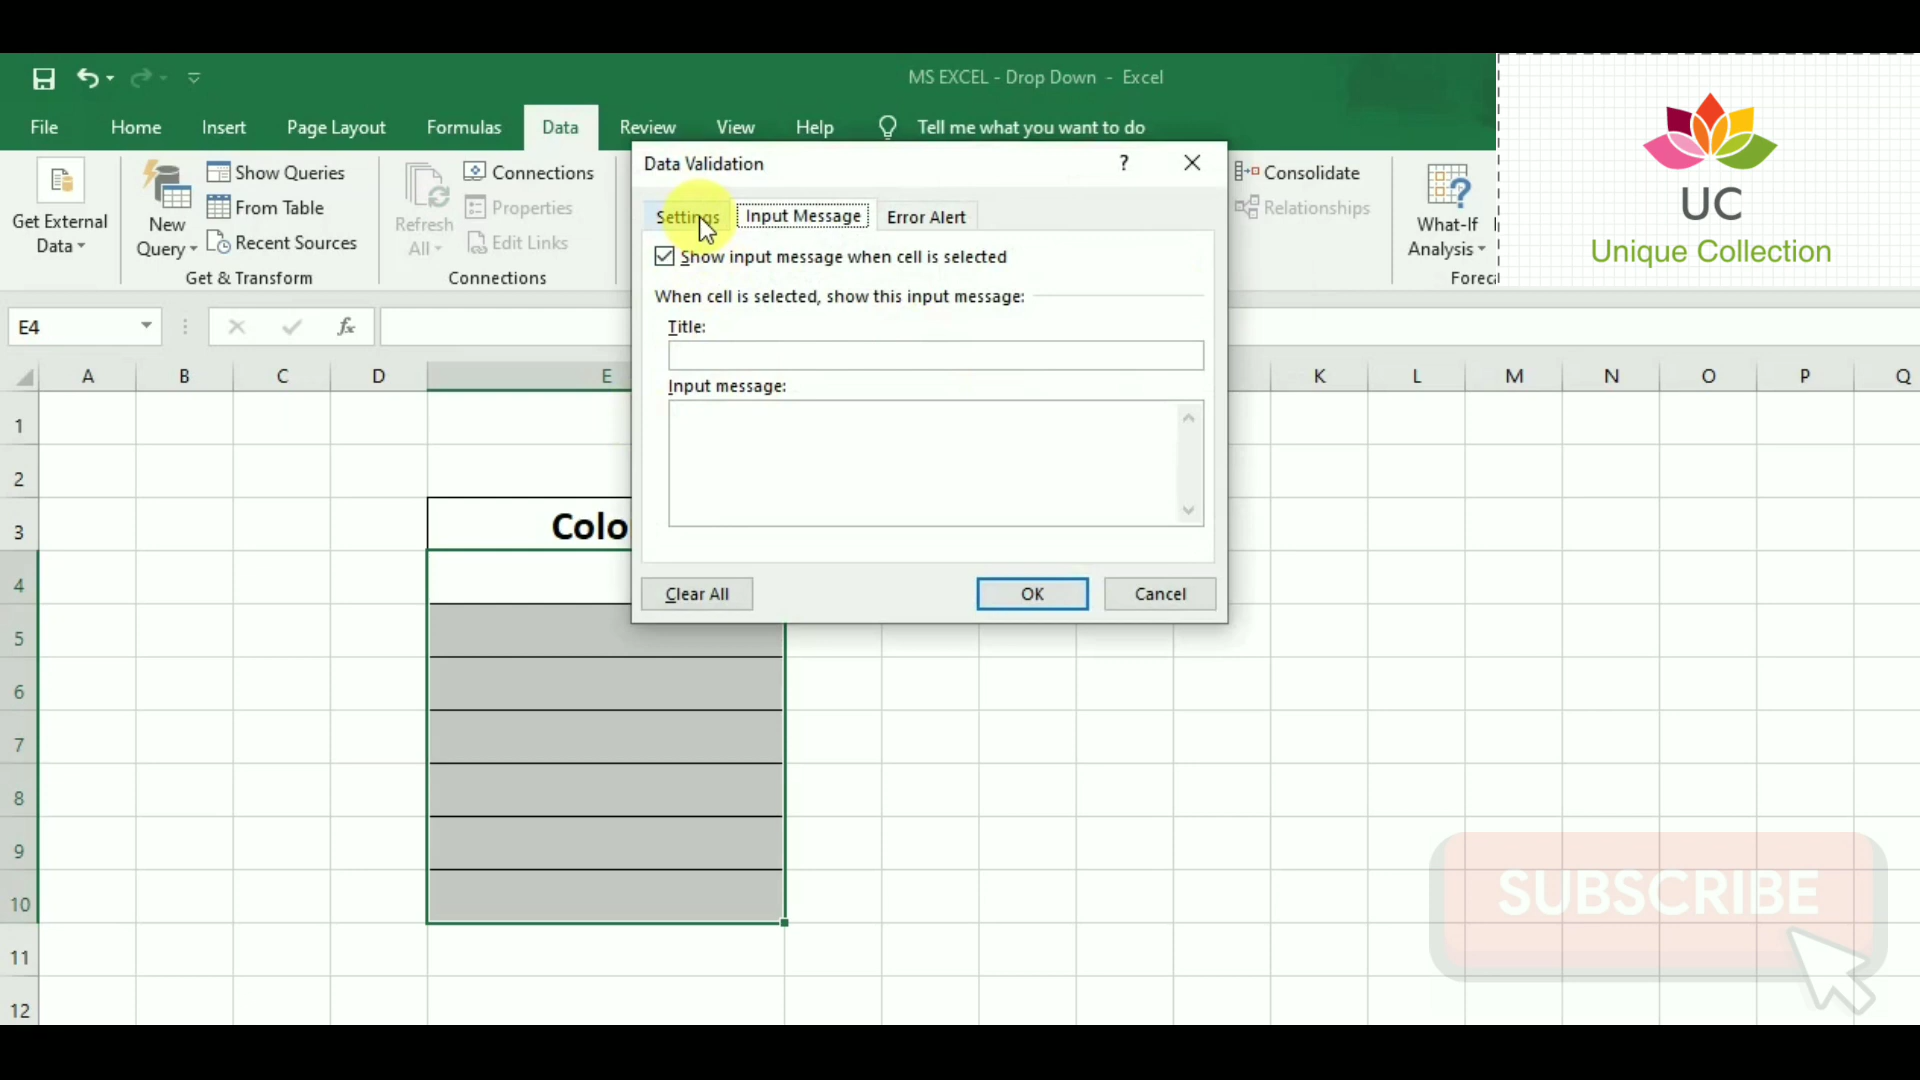 MS EXCEL - Drop Down - Excel
File Home Insert Page Layout Formulas Data Review View Help Tell me what you want to do
Get External Data
New Query
Show Queries
From Table
Recent Sources
Get & Transform
Refresh All
Connections
Properties
Edit Links
Connections
Consolidate
Relationships
What-If Analysis
UC
Unique Collection
Data Validation ?
Settings Input Message Error Alert
Show input message when cell is selected
When cell is selected, show this input message:
Title:
Input message:
Clear All OK Cancel
E4 fx
A B C D E K L M N O P Q
1
2
3 Colo
4
5
6
7
8
9
10
11
12
SUBSCRIBE